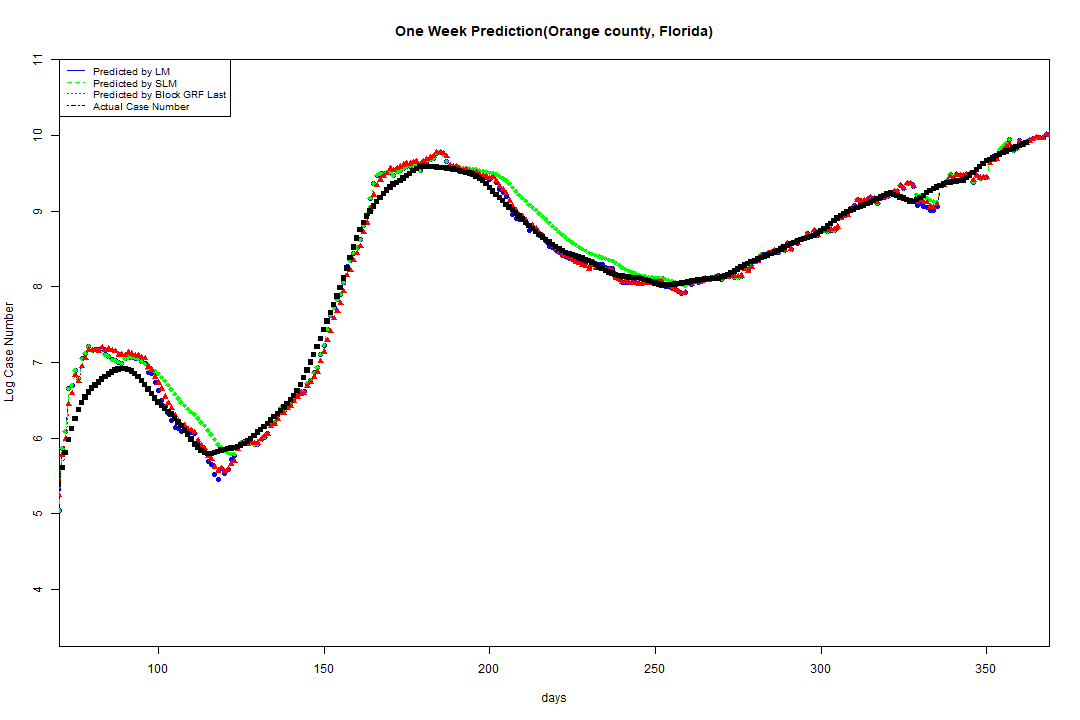 One Week Prediction(Orange county, Florida)
Predicted by LM
Predicted by SLM
Predicted by Block GRF Last
Actual Case Number
11
10
9
8
7
6
5
4
Log Case Number
100 150 200 250 300 350
days